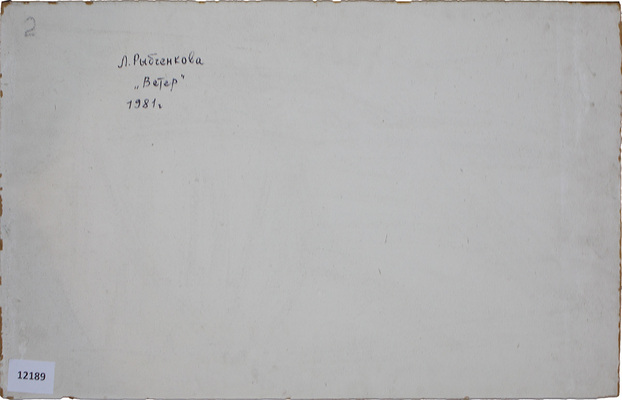 2
Л. Рыбченкова
„Ветер"
1981г
12189